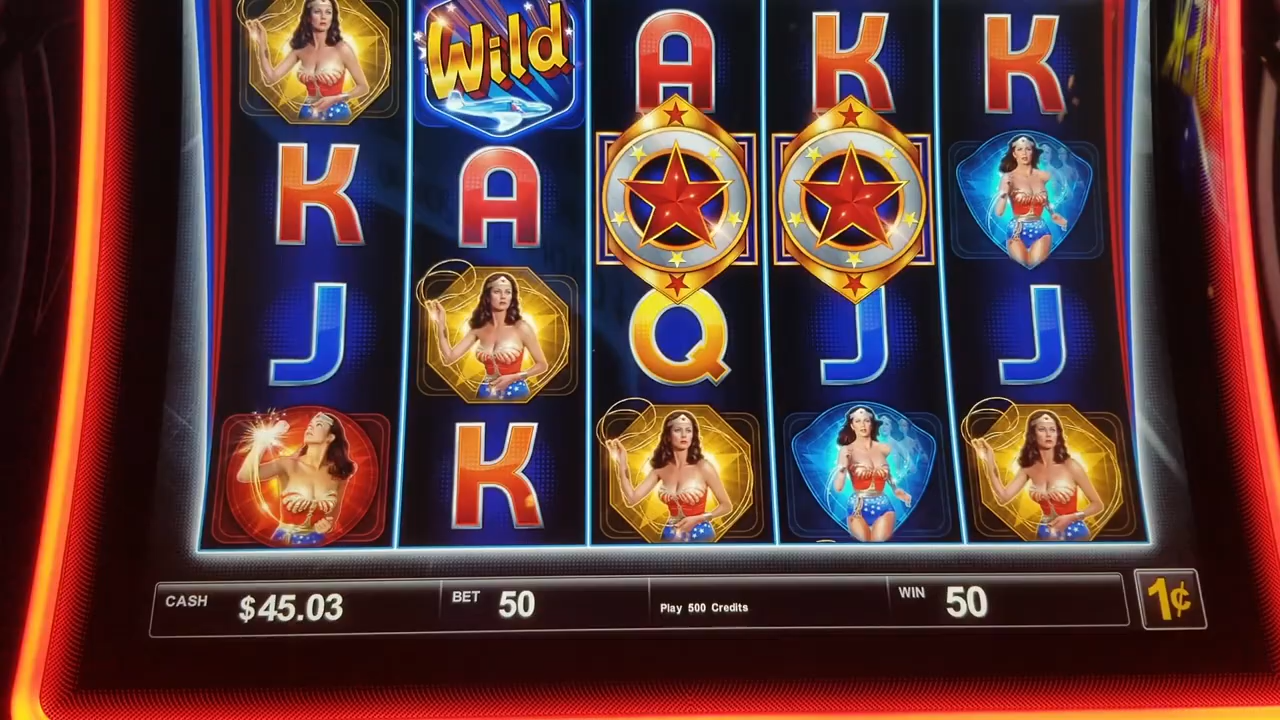 Wild A K K
K A
J Q J J
K
CASH $45.03 BET 50 Play 500 Credits WIN 50 1¢